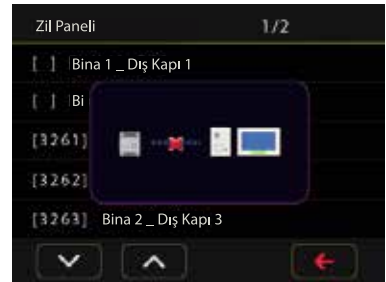 Zil Paneli 1/2
[ ] Bina 1 _ Dış Kapı 1
[ ] Bi
[3261]
[3262]
[3263] Bina 2 _ Dış Kapı 3